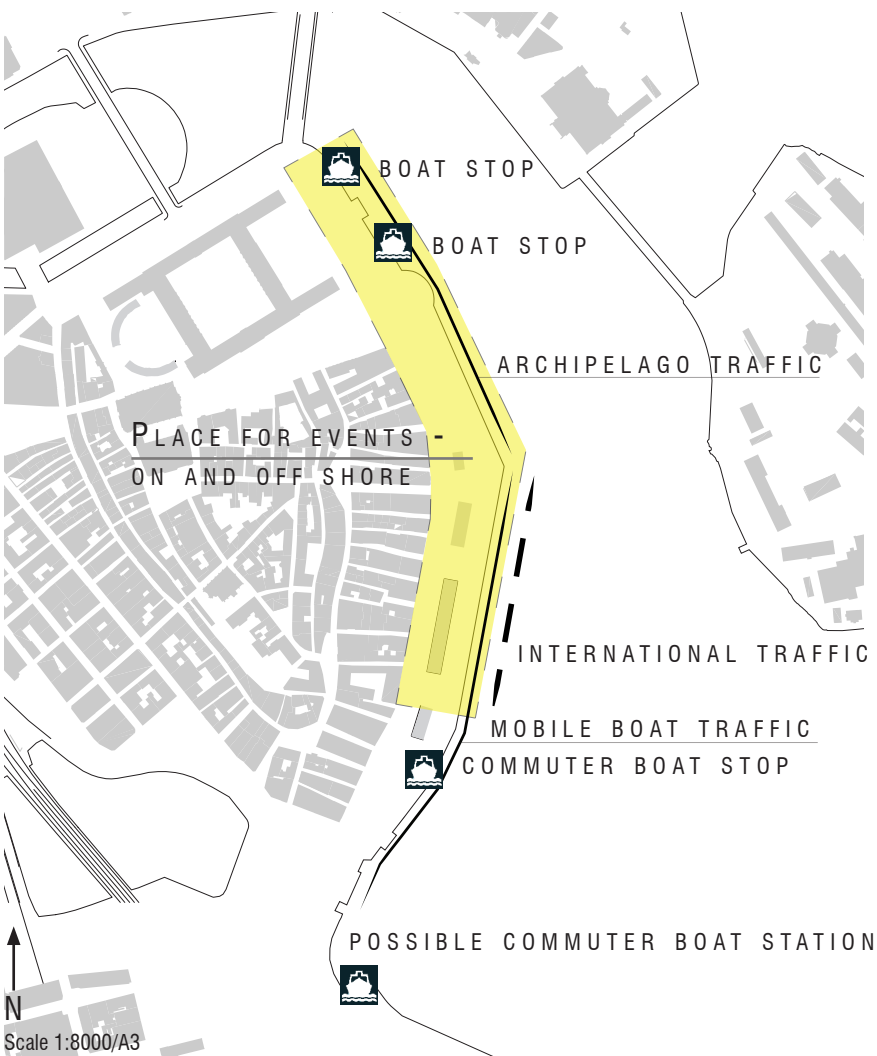 BOAT STOP
BOAT STOP
ARCHIPELAGO TRAFFIC
PLACE FOR EVENTS -
ON AND OFF SHORE
INTERNATIONAL TRAFFIC
MOBILE BOAT TRAFFIC
COMMUTER BOAT STOP
POSSIBLE COMMUTER BOAT STATION
N
Scale 1:8000/A3